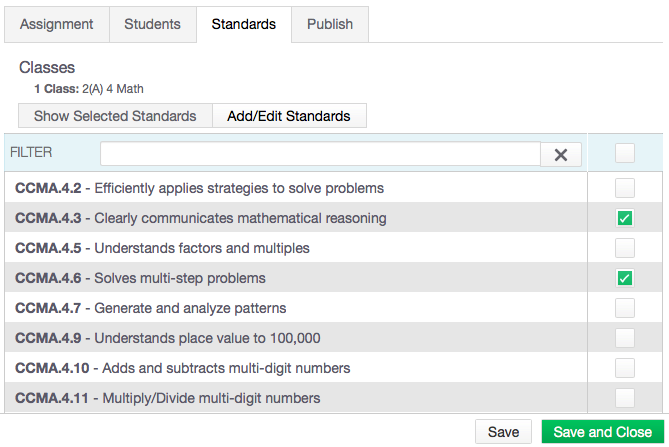 Assignment Students Standards Publish
Classes
1 Class: 2(A) 4 Math
Show Selected Standards Add/Edit Standards
FILTER
CCMA.4.2 - Efficiently applies strategies to solve problems
CCMA.4.3 - Clearly communicates mathematical reasoning
CCMA.4.5 - Understands factors and multiples
CCMA.4.6 - Solves multi-step problems
CCMA.4.7 - Generate and analyze patterns
CCMA.4.9 - Understands place value to 100,000
CCMA.4.10 - Adds and subtracts multi-digit numbers
CCMA.4.11 - Multiply/Divide multi-digit numbers
Save Save and Close